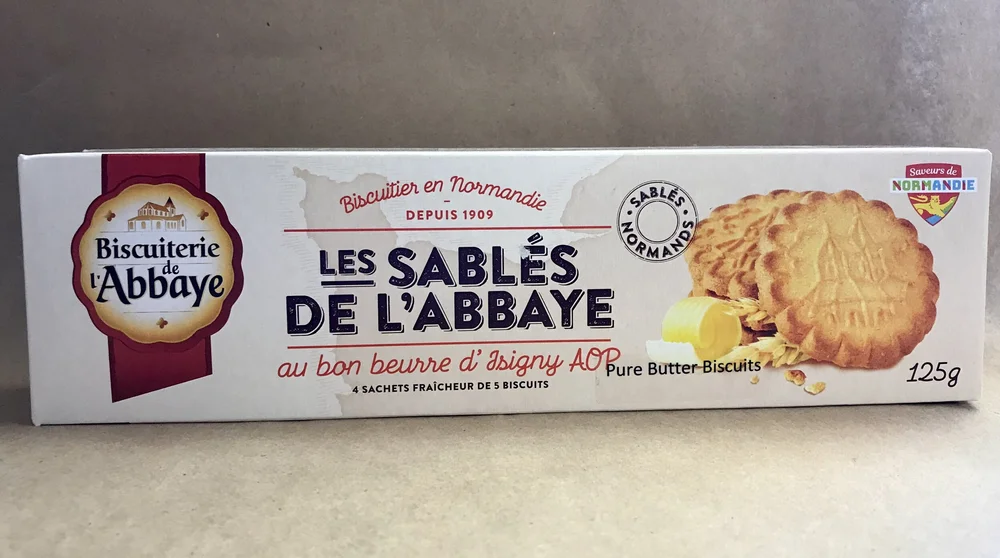 Biscuiterie
de
l'Abbaye
Biscuitier en Normandie
-
DEPUIS 1909
LES SABLÉS
DE L'ABBAYE
au bon beurre d'Isigny AOP
4 SACHETS FRAÎCHEUR DE 5 BISCUITS
• SABLÉS •
NORMANDS
Pure Butter Biscuits
Saveurs de
NORMANDIE
125g